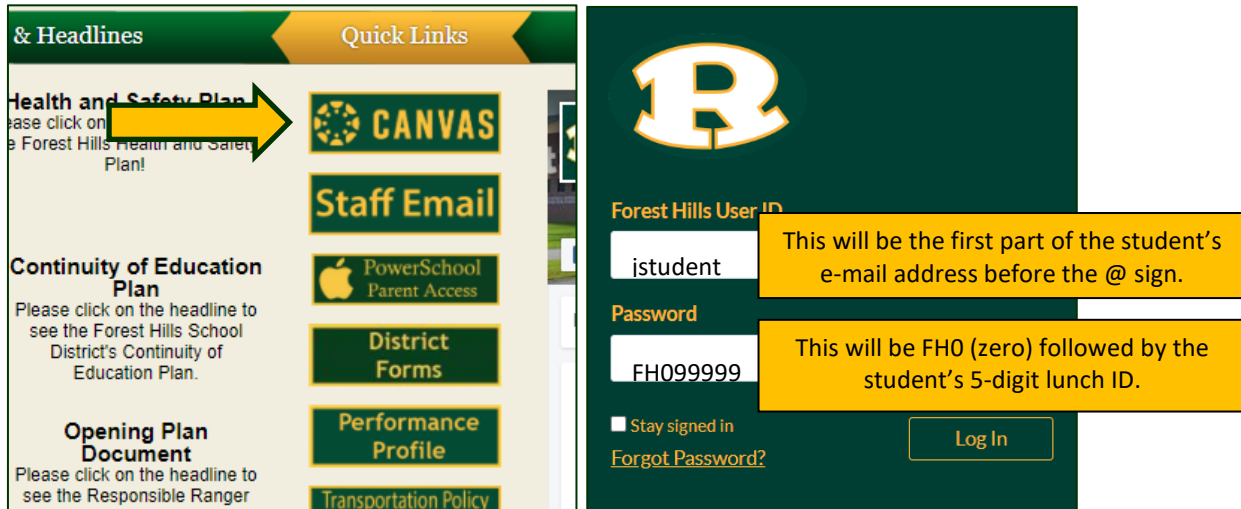 & Headlines
Quick Links
Health and Safety Plan
ease click on
e Forest Hills Health and Safety
Plan!
Continuity of Education
Plan
Please click on the headline to
see the Forest Hills School
District's Continuity of
Education Plan.
Opening Plan
Document
Please click on the headline to
see the Responsible Ranger
CANVAS
Staff Email
PowerSchool
Parent Access
District
Forms
Performance
Profile
Transportation Policy
R
Forest Hills User ID
jstudent
This will be the first part of the student’s
e-mail address before the @ sign.
Password
FH099999
This will be FH0 (zero) followed by the
student’s 5-digit lunch ID.
Stay signed in
Forgot Password?
Log In